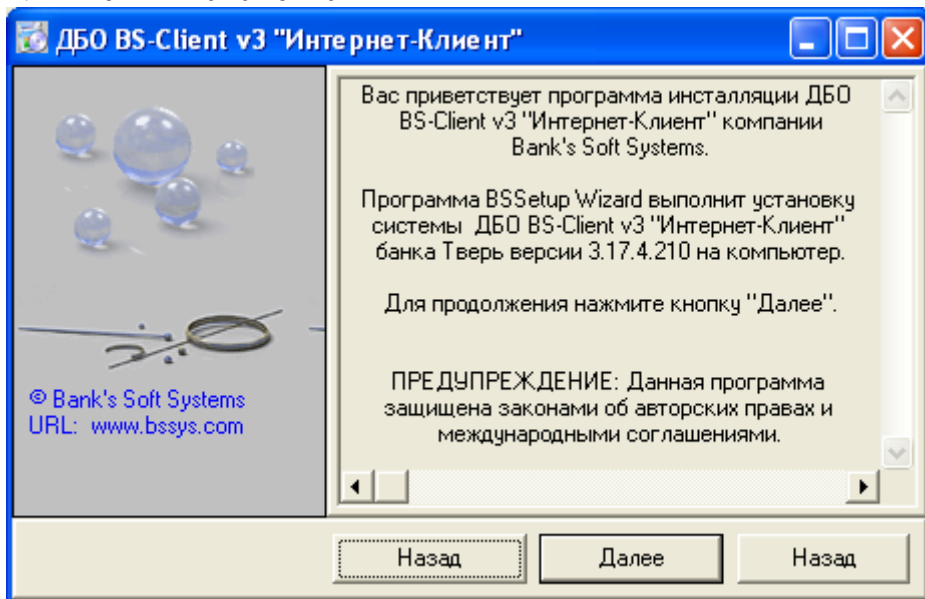 ДБО BS-Client v3 "Интернет-Клиент"
Вас приветствует программа инсталляции ДБО
BS-Client v3 "Интернет-Клиент" компании
Bank's Soft Systems.
Программа BSSetup Wizard выполнит установку
системы ДБО BS-Client v3 "Интернет-Клиент"
банка Тверь версии 3.17.4.210 на компьютер.
Для продолжения нажмите кнопку "Далее".
ПРЕДУПРЕЖДЕНИЕ: Данная программа
защищена законами об авторских правах и
международными соглашениями.
© Bank's Soft Systems
URL: www.bssys.com
Назад
Далее
Назад